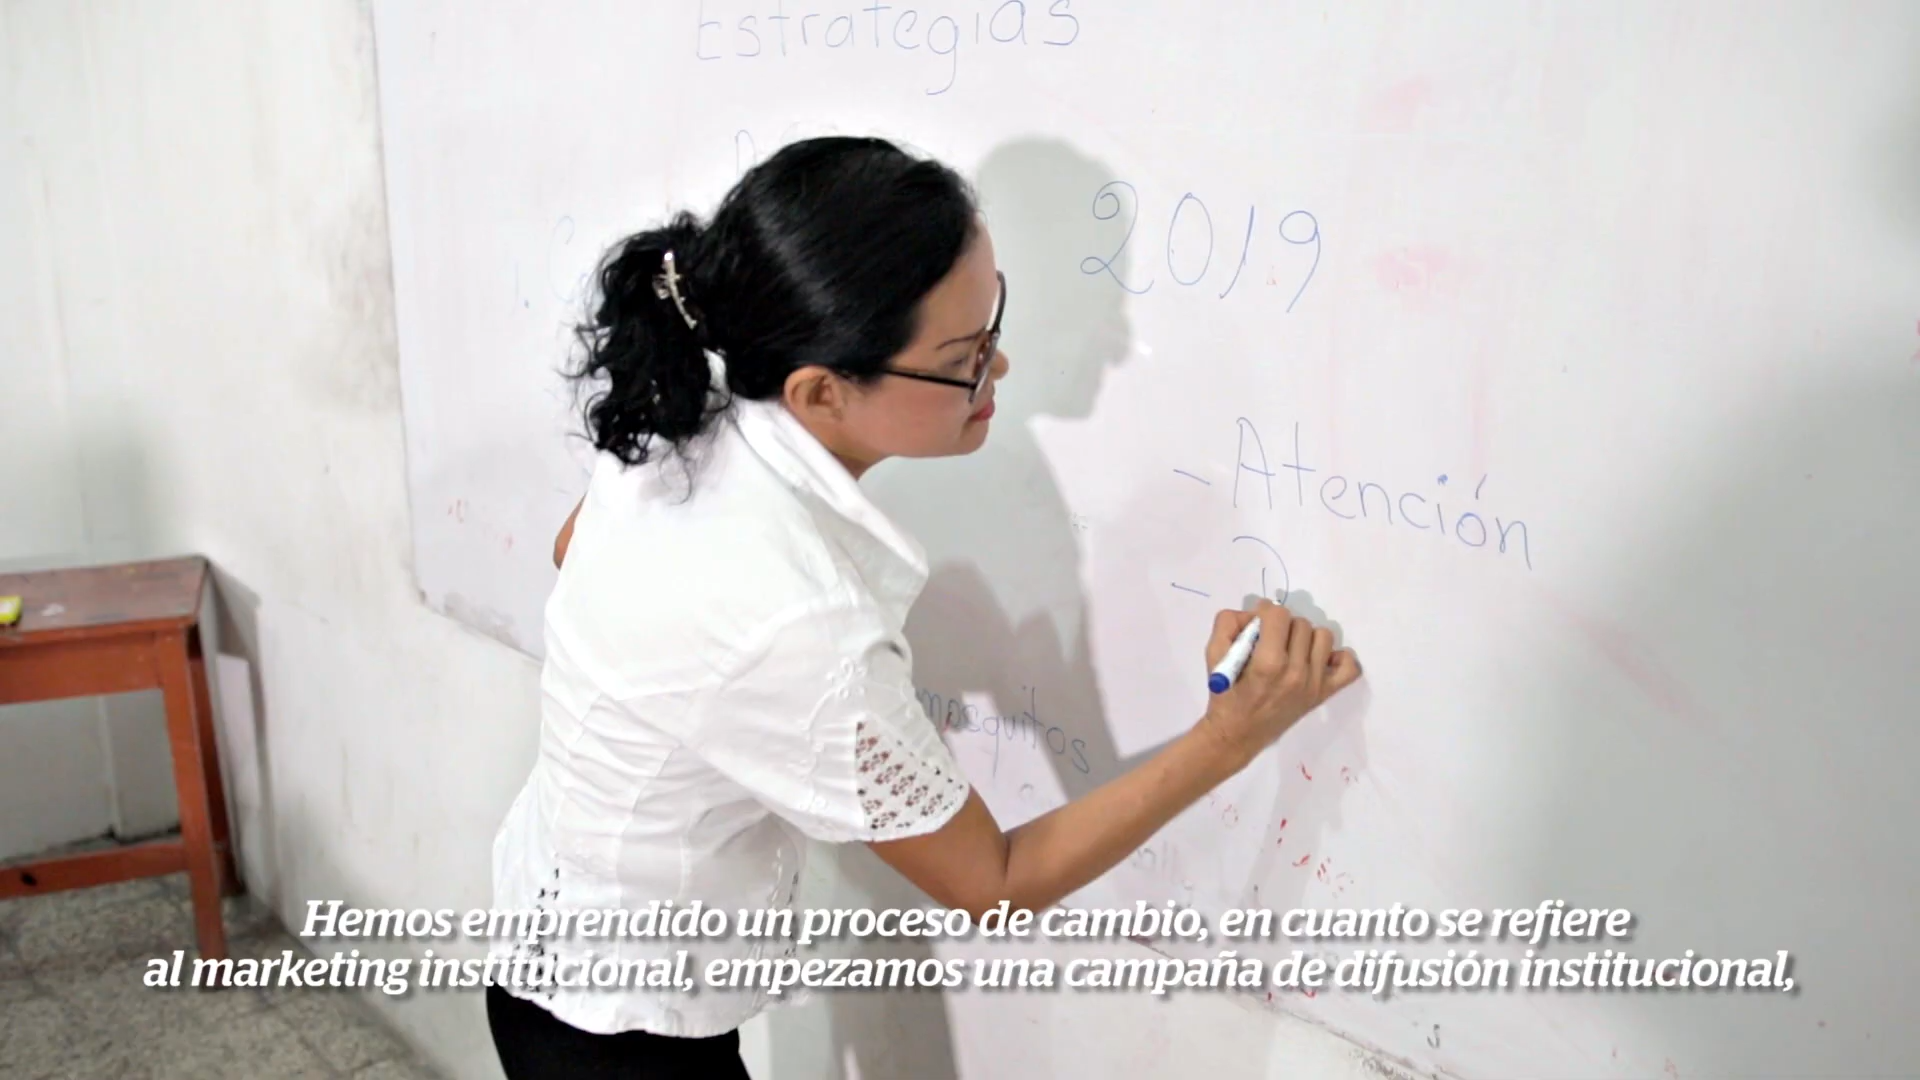 Estrategias
2019
- Atención
mosquitos
Hemos emprendido un proceso de cambio, en cuanto se refiere
al marketing institucional, empezamos una campaña de difusión institucional,